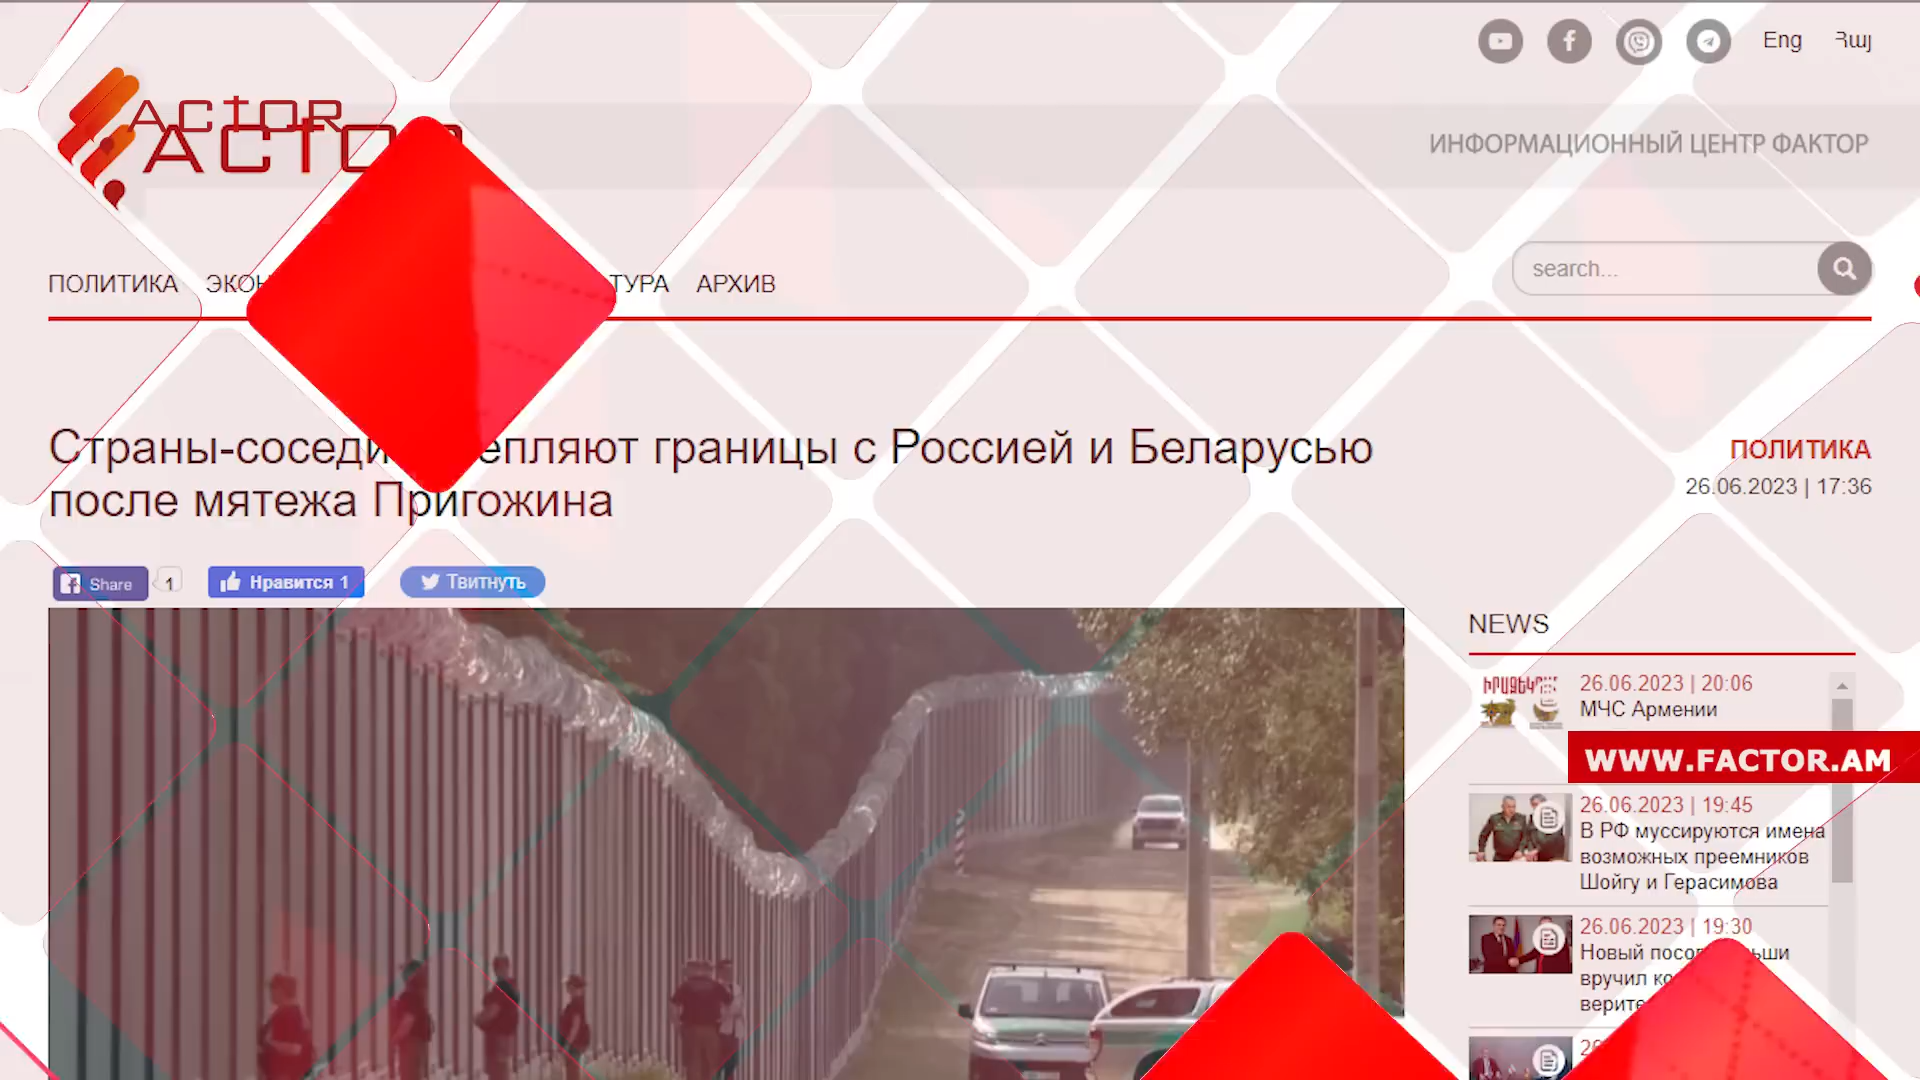 Eng Հայ
ACTOR
ИНФОРМАЦИОННЫЙ ЦЕНТР ФАКТОР
search...
ПОЛИТИКА АРХИВ
Страны-соседи границы с Россией и Беларусью
после мятежа Пригожина
ПОЛИТИКА
26.06.2023 | 17:36
Share 1 Нравится 1 Твитнуть
NEWS
26.06.2023 | 20:06
МЧС Армении
WWW.FACTOR.AM
26.06.2023 | 19:45
В РФ муссируются имена
возможных преемников
Шойгу и Герасимова
26.06.2023 | 19:30
Новый
вручил